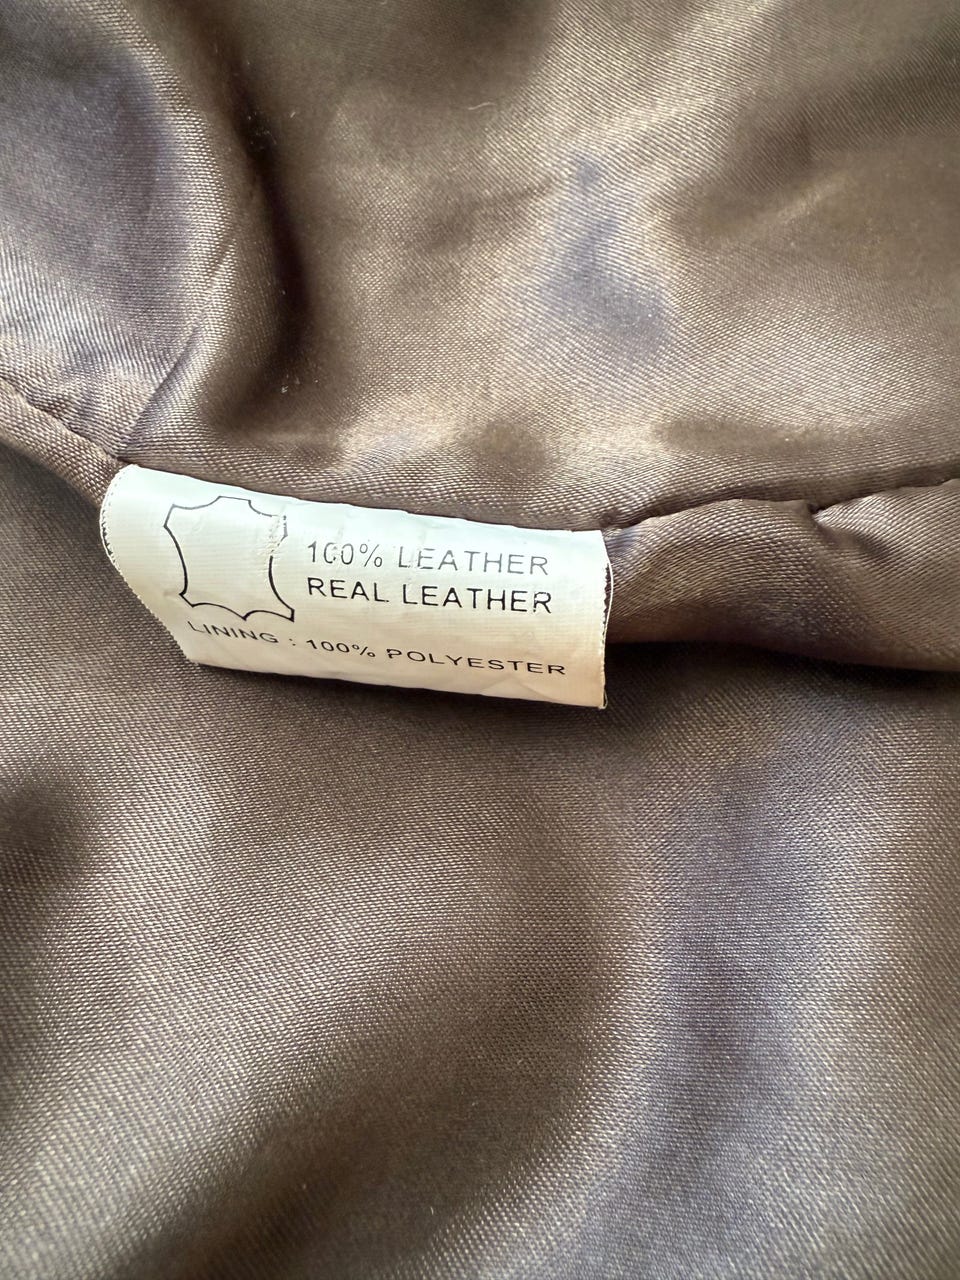 100% LEATHER
REAL LEATHER
LINING : 100% POLYESTER